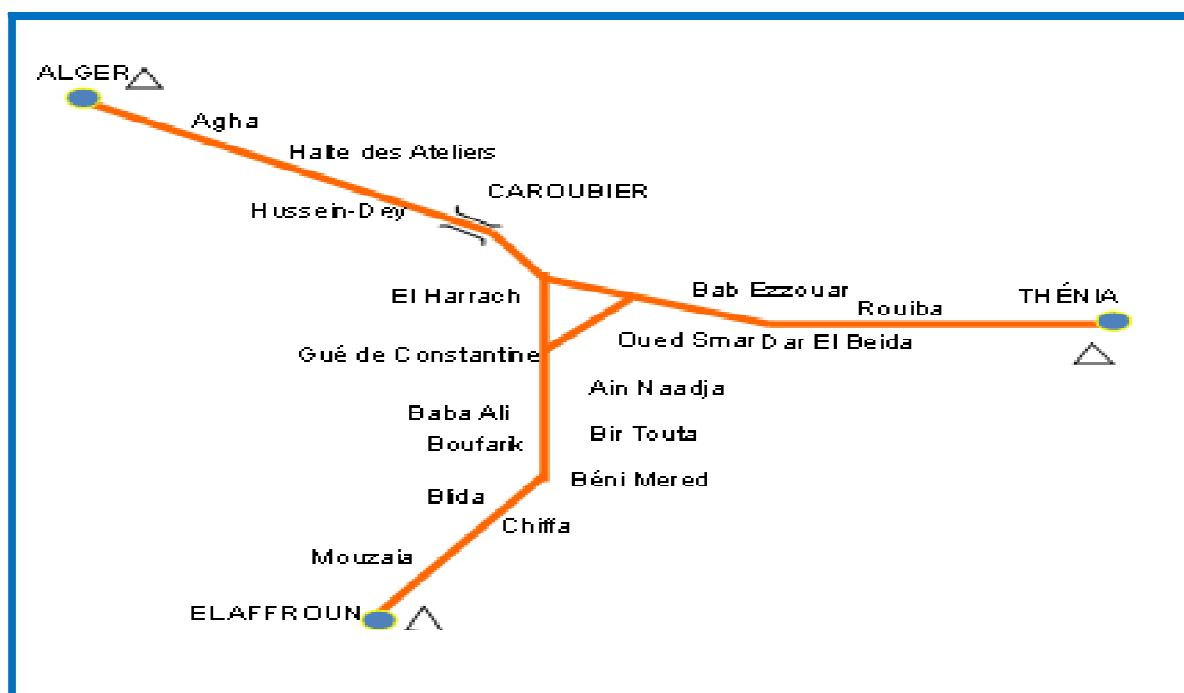 ALGER
Agha
Halte des Ateliers
CAROUBIER
Hussein-Dey
El Harrach
Bab Ezzouar
THÉNIA
Rouiba
Gué de Constantine
Oued Smar
Dar El Beida
Ain Naadja
Baba Ali
Bir Touta
Boufarik
Béni Mered
Blida
Chiffa
Mouzaia
ELAFFROUN